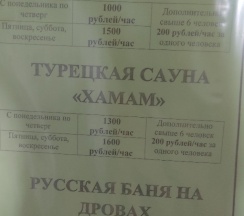 С понедельника по
четверг
1000
рублей/час
Дополнительно
свыше 6 человек
Пятница, суббота,
воскресенье
1500
рублей/час
200 рублей/час за
одного человека
ТУРЕЦКАЯ САУНА
«ХАМАМ»
С понедельника по
четверг
1300
рублей/час
Дополнительно
свыше 6 человек
Пятница, суббота,
воскресенье
1600
рублей/час
200 рублей/час за
одного человека
РУССКАЯ БАНЯ НА
ДРОВАХ